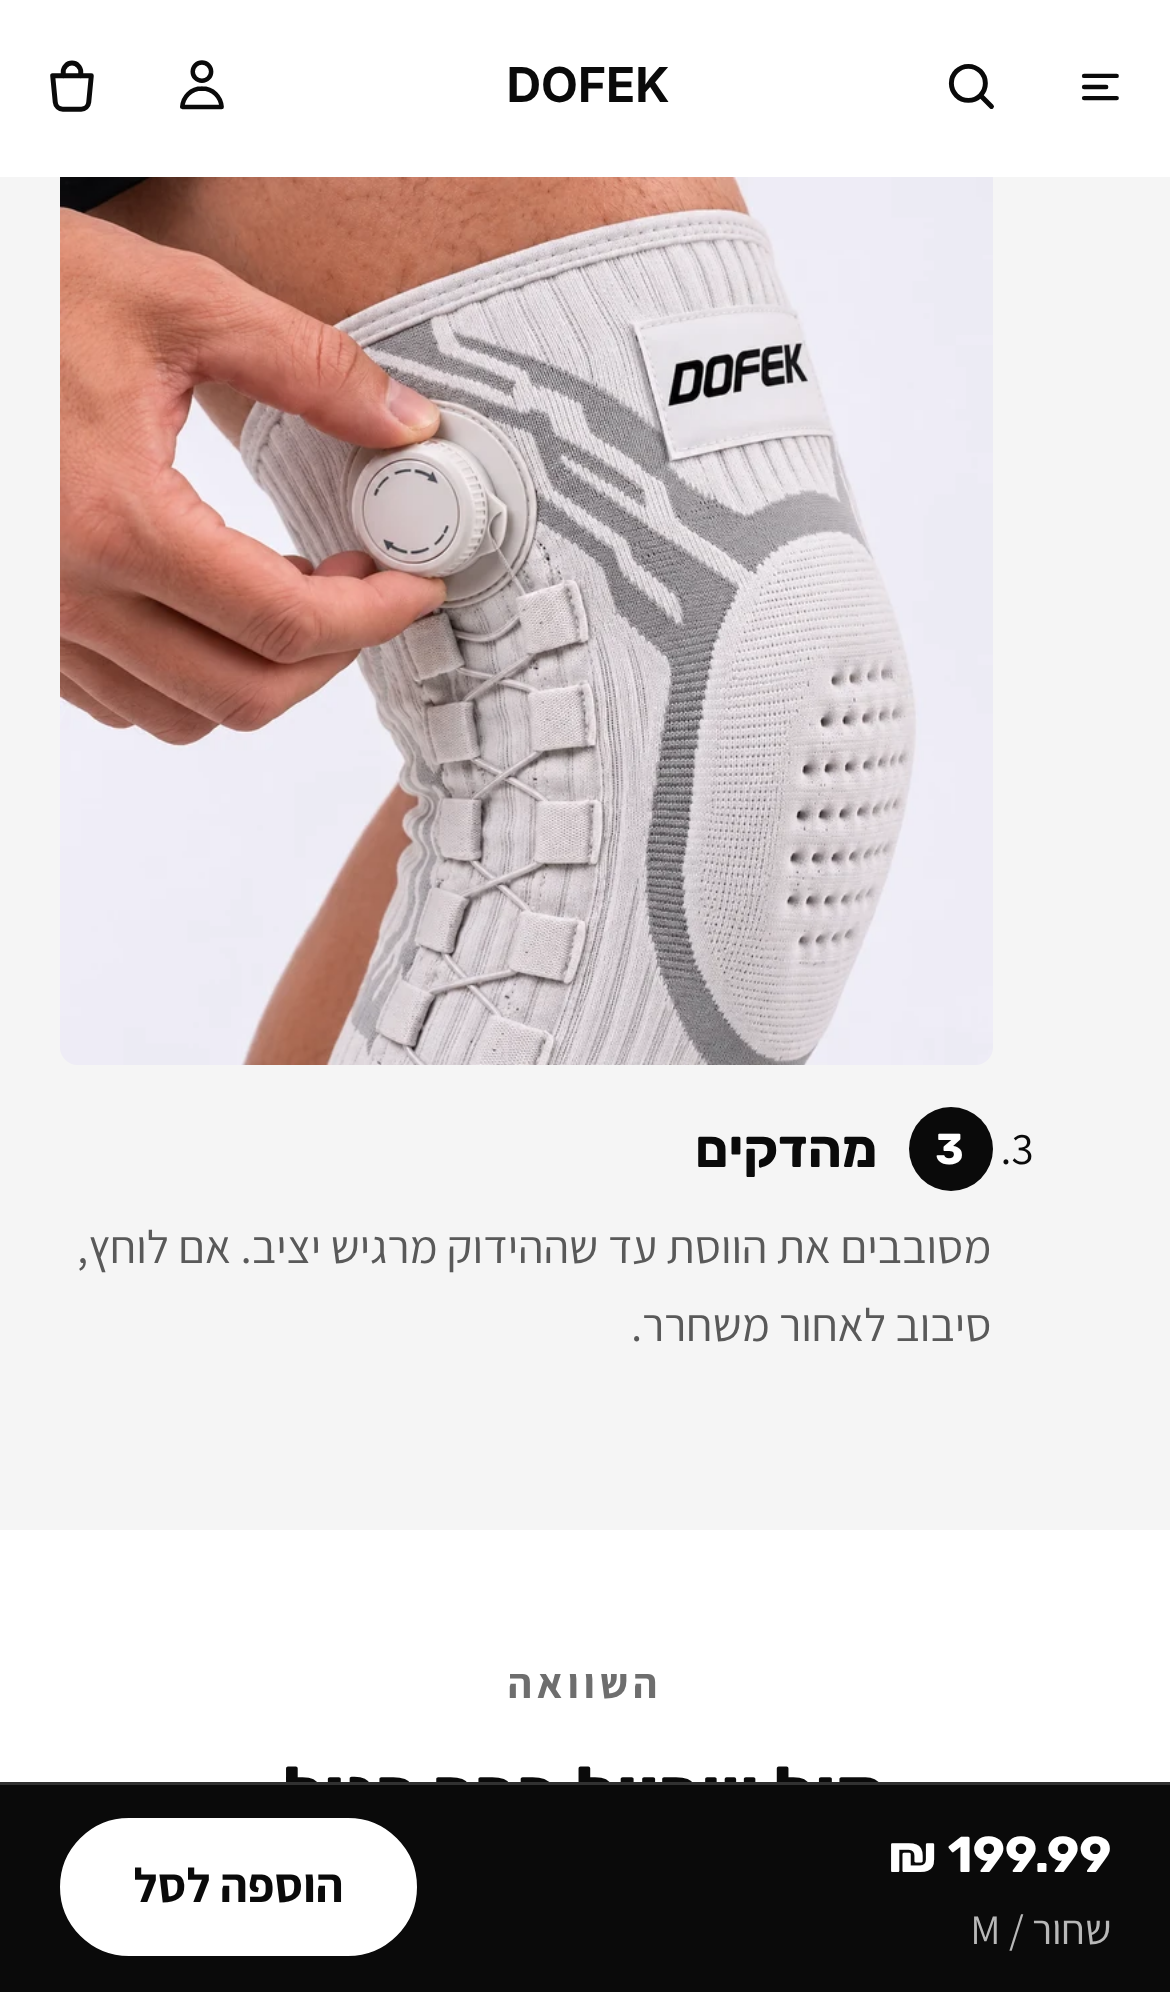 DOFEK
DOFEK
3. 3 מהדקים
מסובבים את הווסת עד שההידוק מרגיש יציב. אם לוחץ,
סיבוב לאחור משחרר.
השוואה
199.99 ₪
שחור / M
הוספה לסל